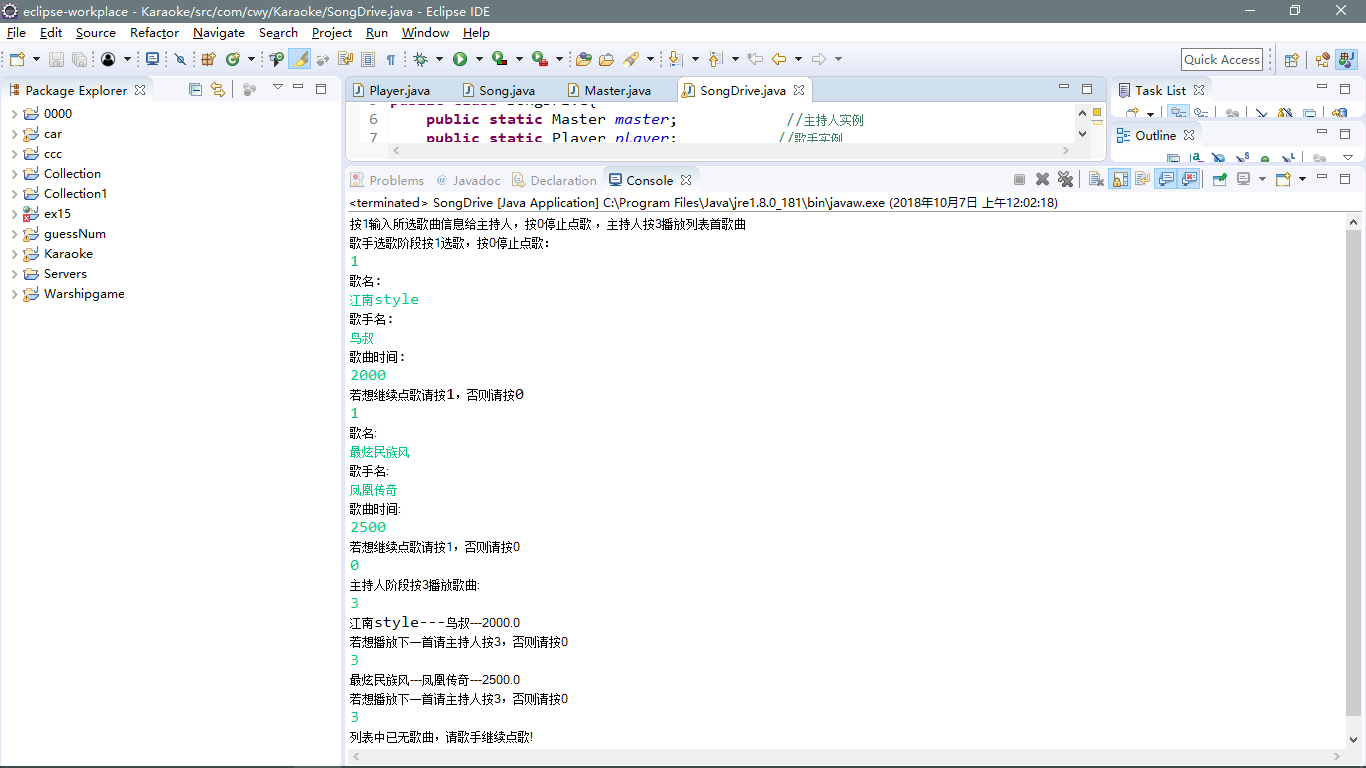 eclipse-workplace - Karaoke/src/com/cwy/Karaoke/SongDrive.java - Eclipse IDE
File Edit Source Refactor Navigate Search Project Run Window Help
Quick Access
Package Explorer
0000
car
ccc
Collection
Collection1
ex15
guessNum
Karaoke
Servers
Warshipgame
Player.java Song.java Master.java SongDrive.java
6 public static Master master; //主持人实例
7 public static Player player; //歌手实例
Task List
Outline
Problems @ Javadoc Declaration Console
<terminated> SongDrive [Java Application] C:\Program Files\Java\jre1.8.0_181\bin\javaw.exe (2018年10月7日 上午12:02:18)
按1输入所选歌曲信息给主持人，按0停止点歌 ，主持人按3播放列表首歌曲
歌手选歌阶段按1选歌，按0停止点歌：
1
歌名：
江南style
歌手名：
鸟叔
歌曲时间：
2000
若想继续点歌请按1，否则请按0
1
歌名:
最炫民族风
歌手名:
凤凰传奇
歌曲时间:
2500
若想继续点歌请按1，否则请按0
0
主持人阶段按3播放歌曲:
3
江南style---鸟叔---2000.0
若想播放下一首请主持人按3，否则请按0
3
最炫民族风---凤凰传奇---2500.0
若想播放下一首请主持人按3，否则请按0
3
列表中已无歌曲，请歌手继续点歌!